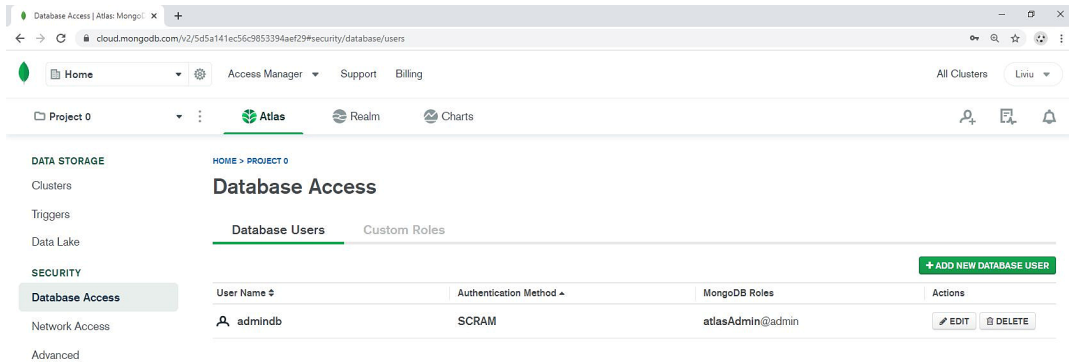 Database Access | Atlas: MongoD
cloud.mongodb.com/v2/5d5a141ec56c9853394aef29#security/database/users
Home Access Manager Support Billing All Clusters Liviu
Project 0 Atlas Realm Charts
DATA STORAGE
Clusters
Triggers
Data Lake
SECURITY
Database Access
Network Access
Advanced
HOME > PROJECT 0
Database Access
Database Users Custom Roles
+ ADD NEW DATABASE USER
User Name Authentication Method MongoDB Roles Actions
admindb SCRAM atlasAdmin@admin EDIT DELETE